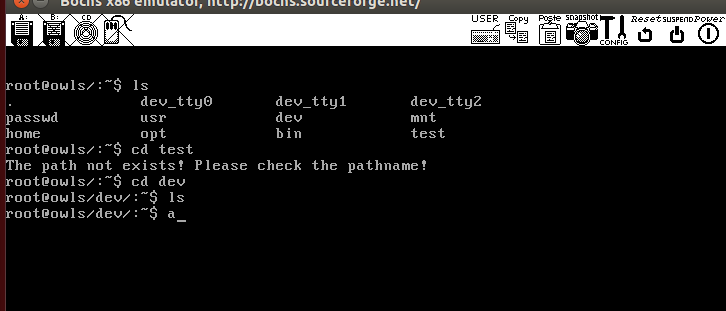 Bochs x86 emulator, http://bochs.sourceforge.net/
A: B: CD USER Copy Paste snapshot CONFIG Reset SUSPEND Power
root@owls/:~$ ls
. dev_tty0 dev_tty1 dev_tty2
passwd usr dev mnt
home opt bin test
root@owls/:~$ cd test
The path not exists! Please check the pathname!
root@owls/:~$ cd dev
root@owls/dev/:~$ ls
root@owls/dev/:~$ a_